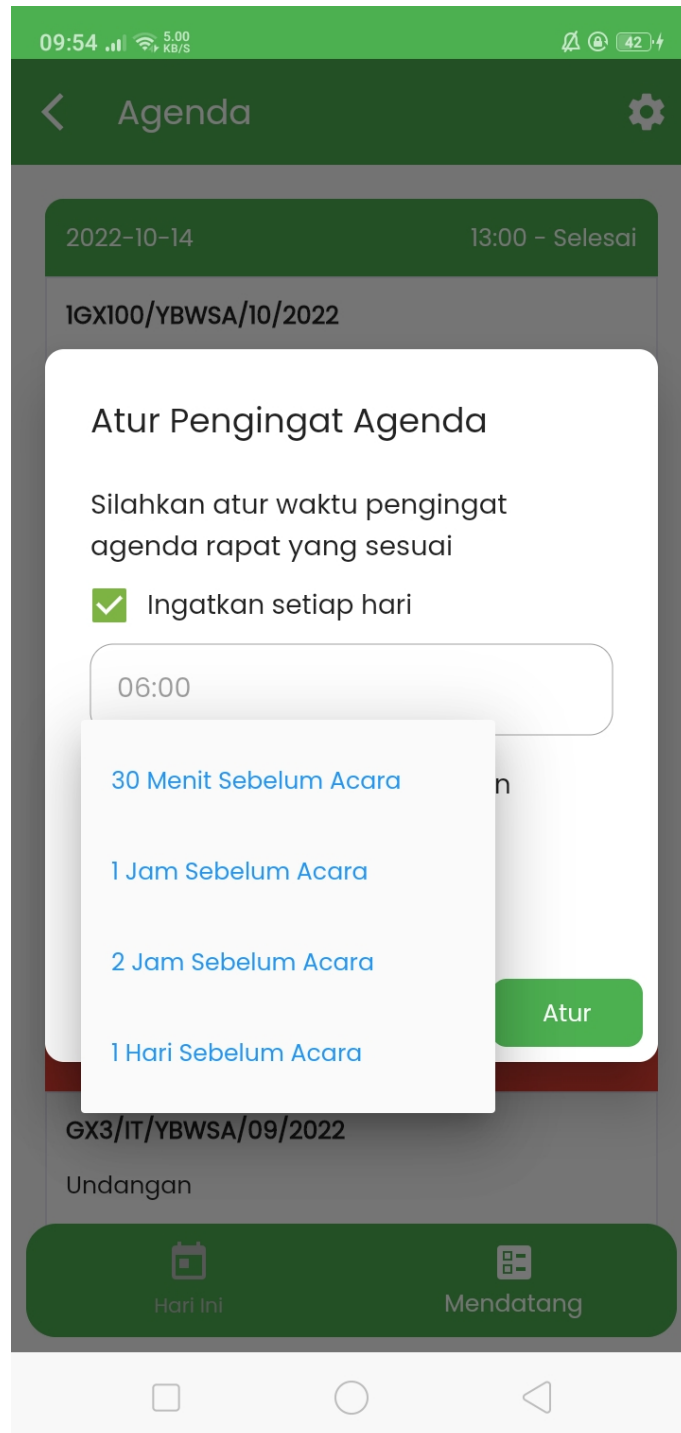 09:54
5.00
KB/S
42
Agenda
2022-10-14
13:00 - Selesai
1GX100/YBWSA/10/2022
Atur Pengingat Agenda
Silahkan atur waktu pengingat
agenda rapat yang sesuai
Ingatkan setiap hari
06:00
30 Menit Sebelum Acara
n
1 Jam Sebelum Acara
2 Jam Sebelum Acara
Atur
1 Hari Sebelum Acara
GX3/IT/YBWSA/09/2022
Undangan
Hari Ini
Mendatang